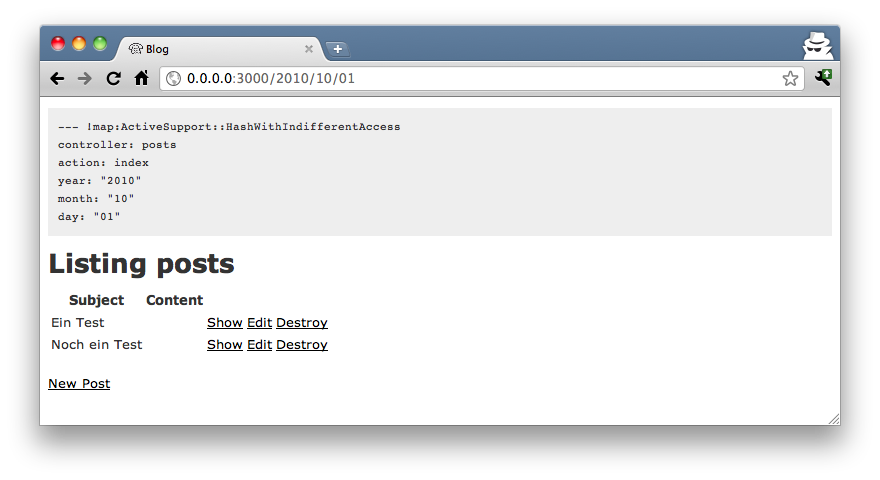 Blog
0.0.0.0:3000/2010/10/01
--- !map:ActiveSupport::HashWithIndifferentAccess
controller: posts
action: index
year: "2010"
month: "10"
day: "01"
Listing posts
Subject Content
Ein Test Show Edit Destroy
Noch ein Test Show Edit Destroy
New Post